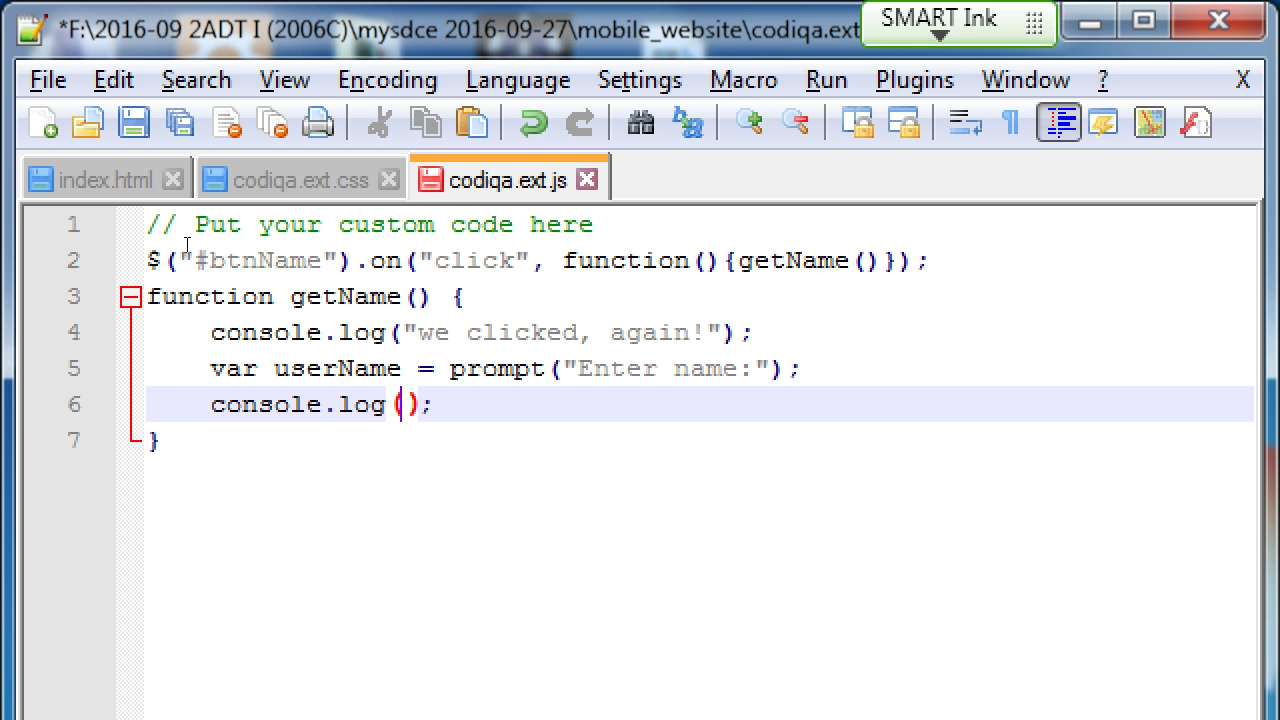 *F:\2016-09 2ADT I (2006C)\mysdce 2016-09-27\mobile_website\codiqa.ext
SMART Ink
File Edit Search View Encoding Language Settings Macro Run Plugins Window ? X
index.html codiqa.ext.css codiqa.ext.js
1 // Put your custom code here
2 $("#btnName").on("click", function(){getName()});
3 function getName() {
4 console.log("we clicked, again!");
5 var userName = prompt("Enter name:");
6 console.log();
7 }